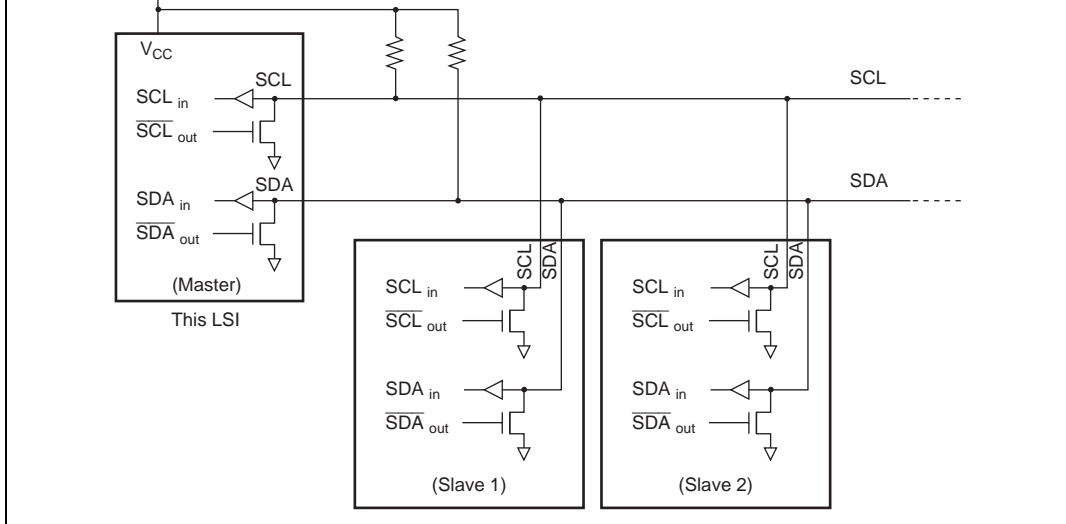 VCC
SCL
SCL in
SCL out
SDA
SDA in
SDA out
(Master)
This LSI
SCL
SDA
SCL
SDA
SCL in
SCL out
SDA in
SDA out
(Slave 1)
SCL
SDA
SCL in
SCL out
SDA in
SDA out
(Slave 2)